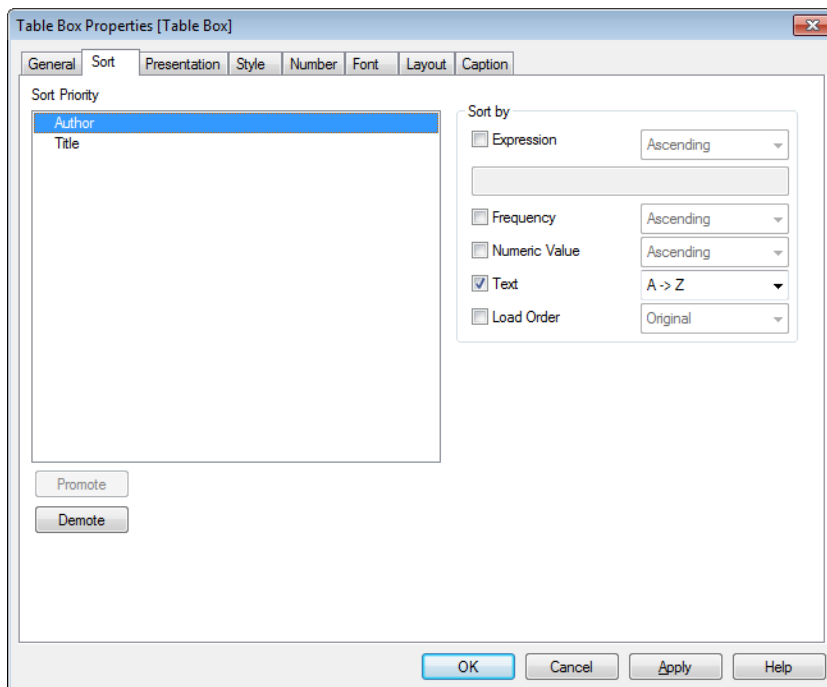 Table Box Properties [Table Box]
General Sort Presentation Style Number Font Layout Caption
Sort Priority
Author
Title
Promote
Demote
Sort by
Expression Ascending
Frequency Ascending
Numeric Value Ascending
Text A -> Z
Load Order Original
OK Cancel Apply Help